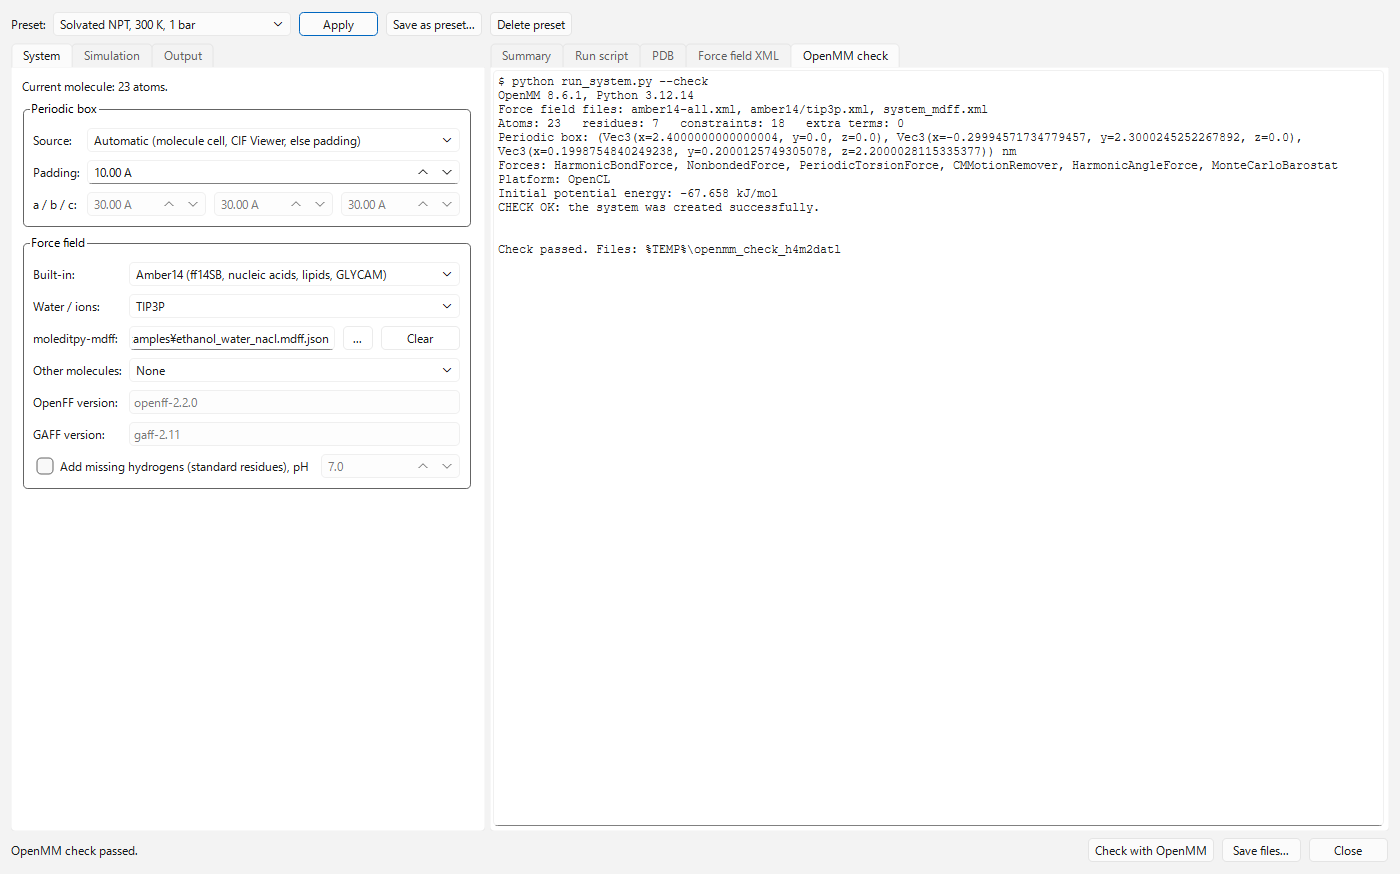 Preset: Solvated NPT, 300 K, 1 bar Apply Save as preset... Delete preset
System Simulation Output
Current molecule: 23 atoms.
Periodic box
Source: Automatic (molecule cell, CIF Viewer, else padding)
Padding: 10.00 A
a / b / c: 30.00 A 30.00 A 30.00 A
Force field
Built-in: Amber14 (ff14SB, nucleic acids, lipids, GLYCAM)
Water / ions: TIP3P
moleditpy-mdff: amples¥ethanol_water_nacl.mdff.json ... Clear
Other molecules: None
OpenFF version: openff-2.2.0
GAFF version: gaff-2.11
Add missing hydrogens (standard residues), pH 7.0
Summary Run script PDB Force field XML OpenMM check
$ python run_system.py --check
OpenMM 8.6.1, Python 3.12.14
Force field files: amber14-all.xml, amber14/tip3p.xml, system_mdff.xml
Atoms: 23 residues: 7 constraints: 18 extra terms: 0
Periodic box: (Vec3(x=2.4000000000000004, y=0.0, z=0.0), Vec3(x=-0.29994571734779457, y=2.3000245252267892, z=0.0),
Vec3(x=0.1998754840249238, y=0.2000125749305078, z=2.2000028115335377)) nm
Forces: HarmonicBondForce, NonbondedForce, PeriodicTorsionForce, CMMotionRemover, HarmonicAngleForce, MonteCarloBarostat
Platform: OpenCL
Initial potential energy: -67.658 kJ/mol
CHECK OK: the system was created successfully.
Check passed. Files: %TEMP%\openmm_check_h4m2datl
OpenMM check passed. Check with OpenMM Save files... Close